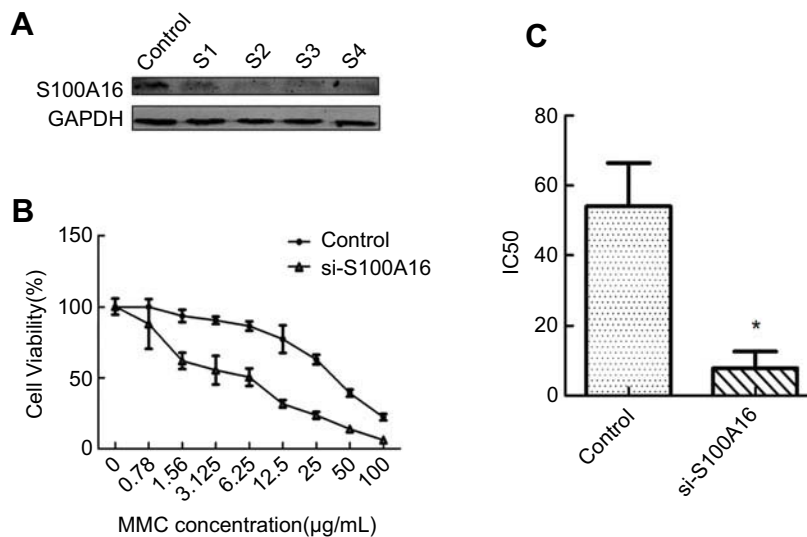 A
Control
S1
S2
S3
S4
S100A16
GAPDH
B
150
100
50
0
Cell Viability(%)
Control
si-S100A16
0
0.78
1.56
3.125
6.25
12.5
25
50
100
MMC concentration(µg/mL)
C
80
60
40
20
0
IC50
*
Control
si-S100A16